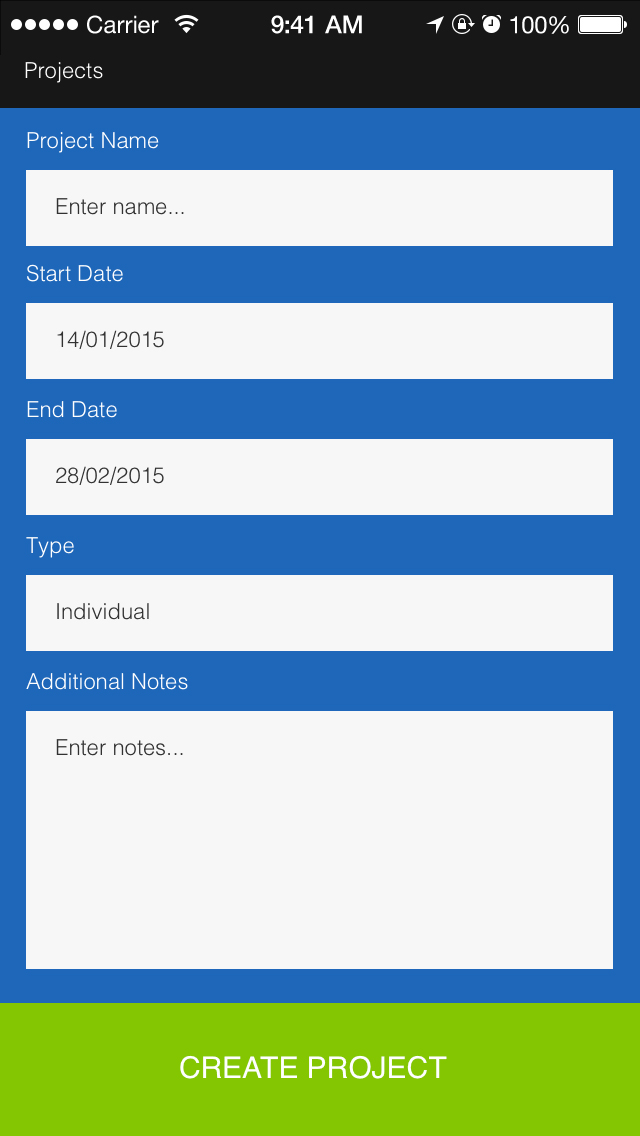 Carrier 9:41 AM 100%
Projects
Project Name
Enter name...
Start Date
14/01/2015
End Date
28/02/2015
Type
Individual
Additional Notes
Enter notes...
CREATE PROJECT